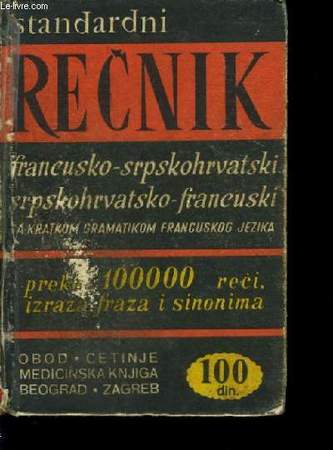 Le-livre.com
standardni
REČNIK
francusko-srpskohrvatski
srpskohrvatsko-francuski
SA KRATKOM GRAMATIKOM FRANCUSKOG JEZIKA
preko 100000 reči,
izraza, fraza i sinonima
OBOD • CETINJE
MEDICINSKA KNJIGA
BEOGRAD • ZAGREB
100
din.